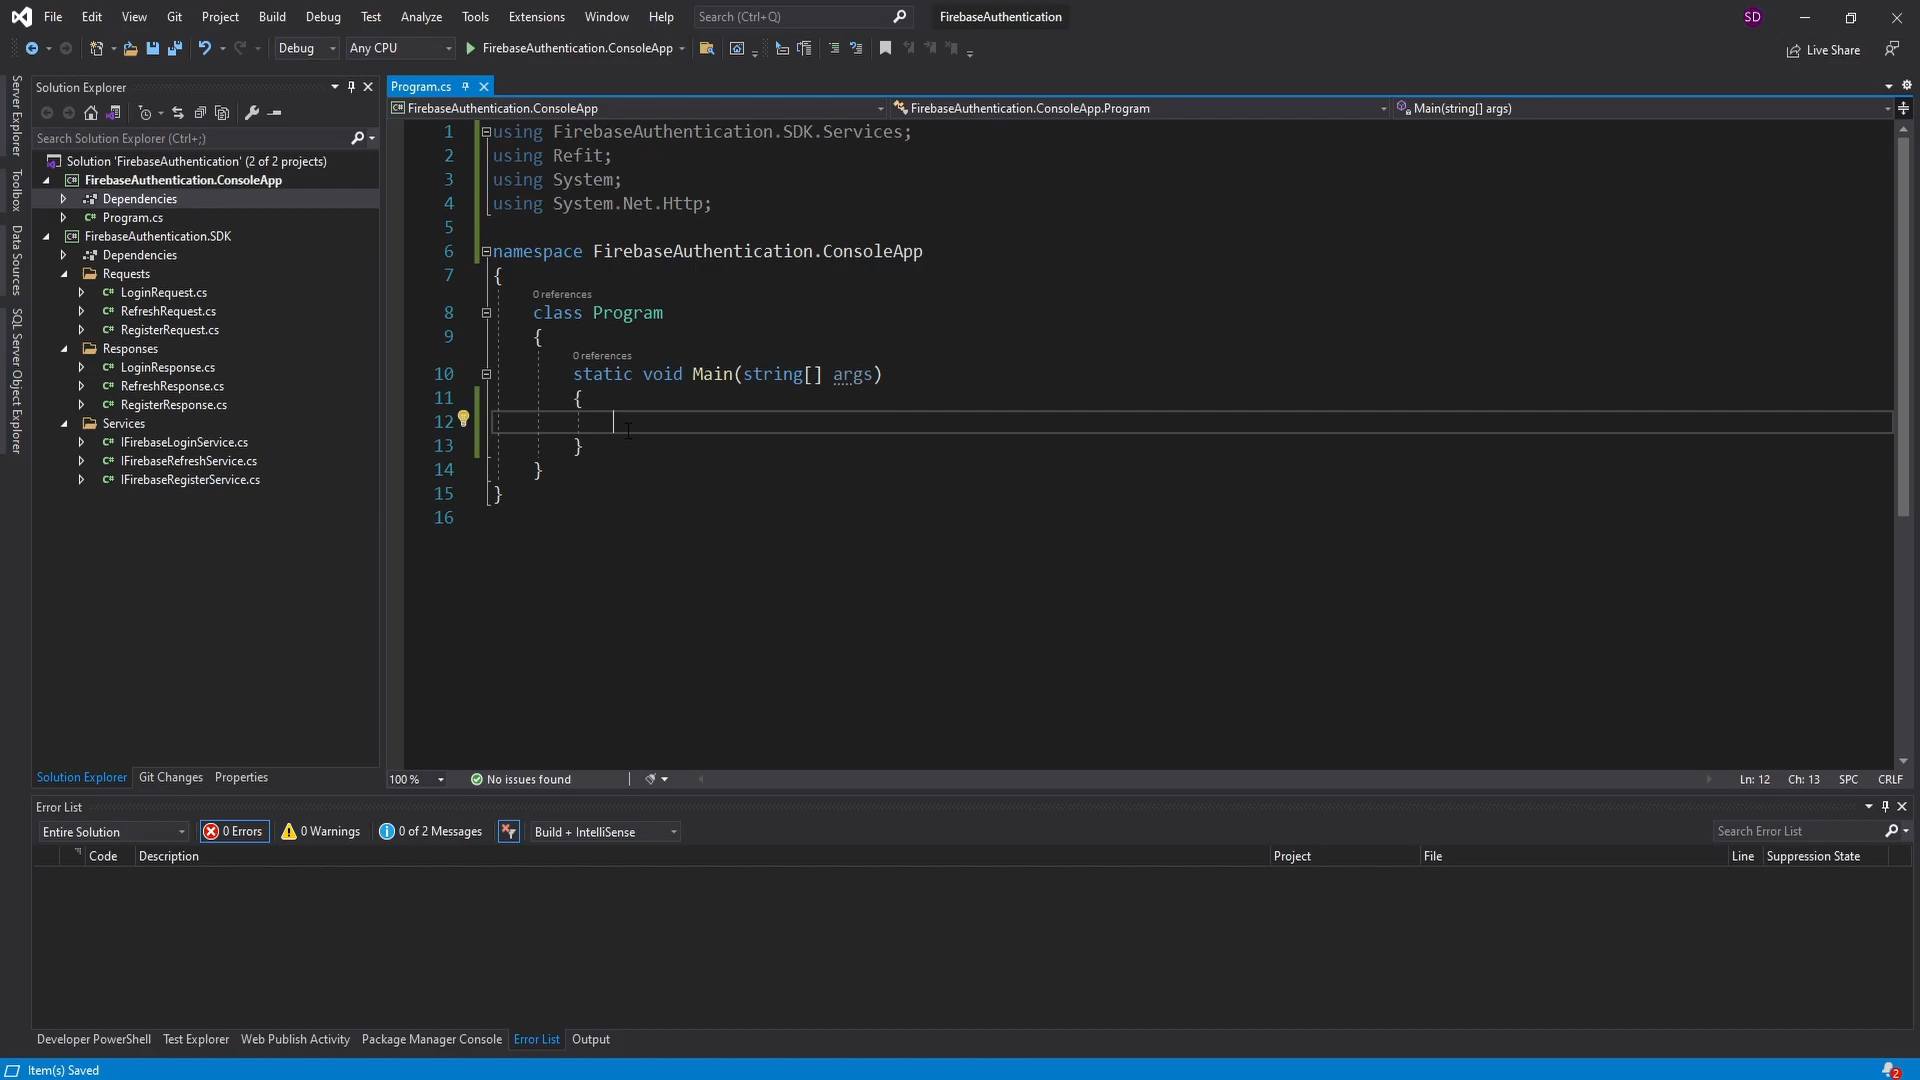 File Edit View Git Project Build Debug Test Analyze Tools Extensions Window Help Search (Ctrl+Q) FirebaseAuthentication SD
Debug Any CPU FirebaseAuthentication.ConsoleApp Live Share
Server Explorer
Toolbox
Data Sources
SQL Server Object Explorer
Solution Explorer
Search Solution Explorer (Ctrl+;)
Solution 'FirebaseAuthentication' (2 of 2 projects)
FirebaseAuthentication.ConsoleApp
Dependencies
C# Program.cs
FirebaseAuthentication.SDK
Dependencies
Requests
C# LoginRequest.cs
C# RefreshRequest.cs
C# RegisterRequest.cs
Responses
C# LoginResponse.cs
C# RefreshResponse.cs
C# RegisterResponse.cs
Services
C# IFirebaseLoginService.cs
C# IFirebaseRefreshService.cs
C# IFirebaseRegisterService.cs
Solution Explorer Git Changes Properties
Program.cs
FirebaseAuthentication.ConsoleApp FirebaseAuthentication.ConsoleApp.Program Main(string[] args)
1 using FirebaseAuthentication.SDK.Services;
2 using Refit;
3 using System;
4 using System.Net.Http;
5
6 namespace FirebaseAuthentication.ConsoleApp
7 {
0 references
8 class Program
9 {
0 references
10 static void Main(string[] args)
11 {
12
13 }
14 }
15 }
16
100 % No issues found Ln: 12 Ch: 13 SPC CRLF
Error List
Entire Solution 0 Errors 0 Warnings 0 of 2 Messages Build + IntelliSense Search Error List
Code Description Project File Line Suppression State
Developer PowerShell Test Explorer Web Publish Activity Package Manager Console Error List Output
Item(s) Saved 2